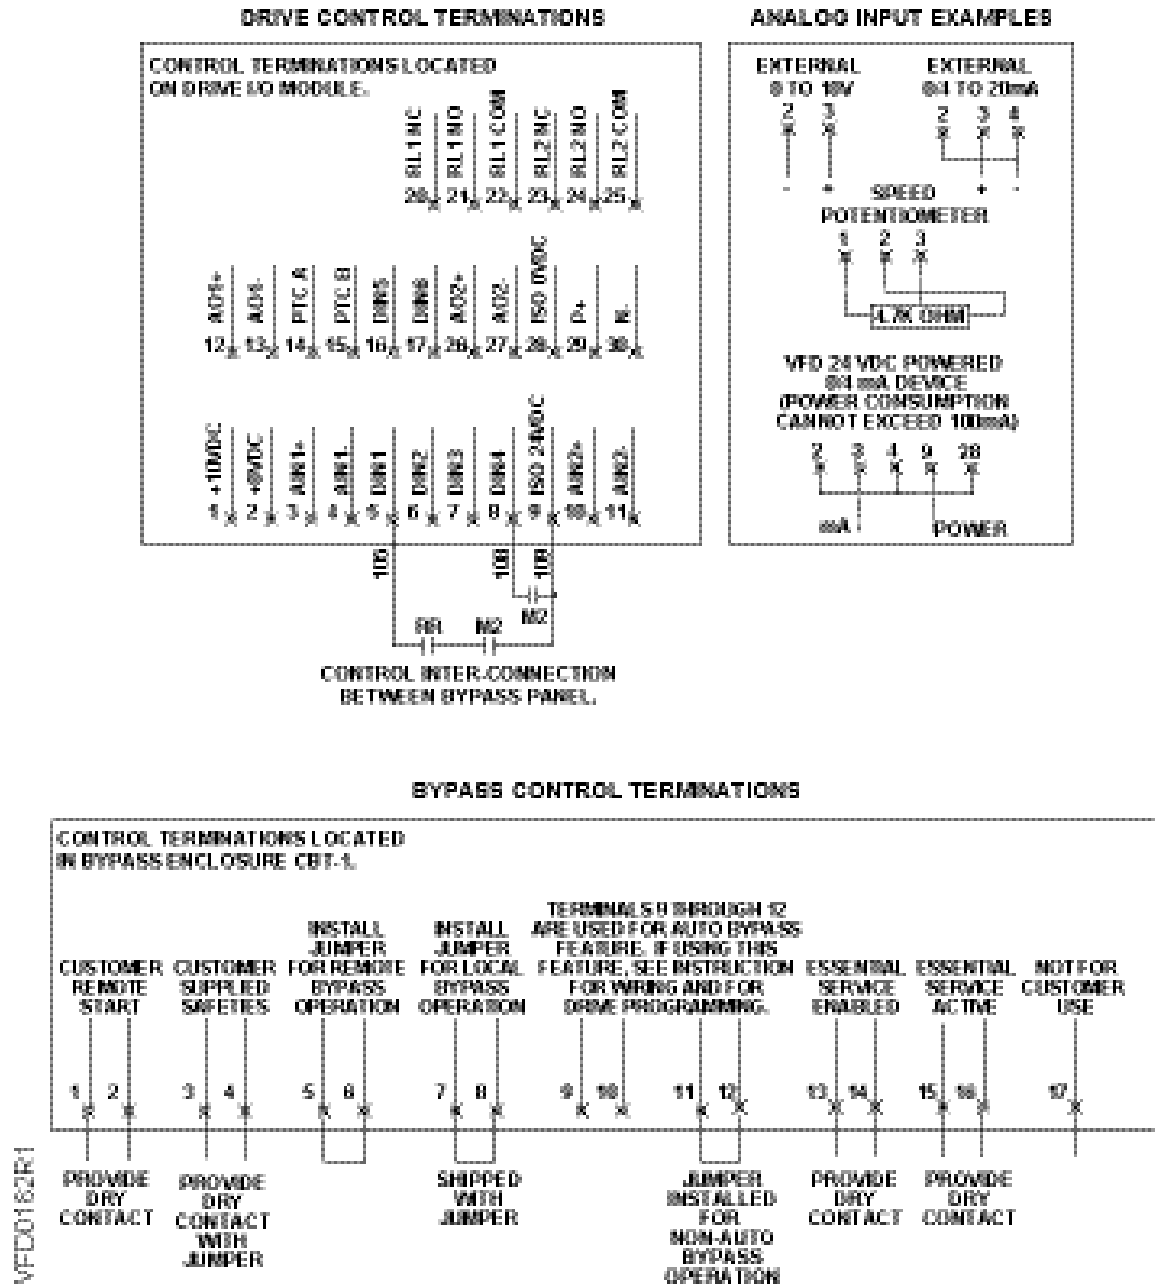 DRIVE CONTROL TERMINATIONS
CONTROL TERMINATIONS LOCATED
ON DRIVE I/O MODULE.
RL1 NC
RL1 NO
RL1 COM
RL2 NC
RL2 NO
RL2 COM
20 21 22 23 24 25
AO1+
AO1-
PTC A
PTC B
DIN5
DIN6
AO2+
AO2-
ISO 0VDC
P+
N-
12 13 14 15 16 17 26 27 28 29 30
+10VDC
AIN1+
AIN1-
DIN1
DIN2
DIN3
DIN4
ISO 24VDC
AIN2+
AIN2-
1 2 3 4 5 6 7 8 9 10 11
M2
RR M2
CONTROL INTER-CONNECTION
BETWEEN BYPASS PANEL.
ANALOG INPUT EXAMPLES
EXTERNAL
0 TO 10V
2 3
- +
EXTERNAL
0/4 TO 20mA
2 3 4
+ -
SPEED
POTENTIOMETER
1 2 3
4.7K OHM
VFD 24 VDC POWERED
0/4 mA DEVICE
(POWER CONSUMPTION
CANNOT EXCEED 100mA)
2 3 4 9 28
mA POWER
BYPASS CONTROL TERMINATIONS
CONTROL TERMINATIONS LOCATED
IN BYPASS ENCLOSURE CBT-1.
CUSTOMER
REMOTE
START
CUSTOMER
SUPPLIED
SAFETIES
INSTALL
JUMPER
FOR REMOTE
BYPASS
OPERATION
INSTALL
JUMPER
FOR LOCAL
BYPASS
OPERATION
TERMINALS 9 THROUGH 12
ARE USED FOR AUTO BYPASS
FEATURE, IF USING THIS
FEATURE, SEE INSTRUCTION
FOR WIRING AND FOR
DRIVE PROGRAMMING.
ESSENTIAL
SERVICE
ENABLED
ESSENTIAL
SERVICE
ACTIVE
NOT FOR
CUSTOMER
USE
1 2 3 4 5 6 7 8 9 10 11 12 13 14 15 16 17
PROVIDE
DRY
CONTACT
PROVIDE
DRY
CONTACT
WITH
JUMPER
SHIPPED
WITH
JUMPER
JUMPER
INSTALLED
FOR
NON-AUTO
BYPASS
OPERATION
PROVIDE
DRY
CONTACT
PROVIDE
DRY
CONTACT
VFD0162R1